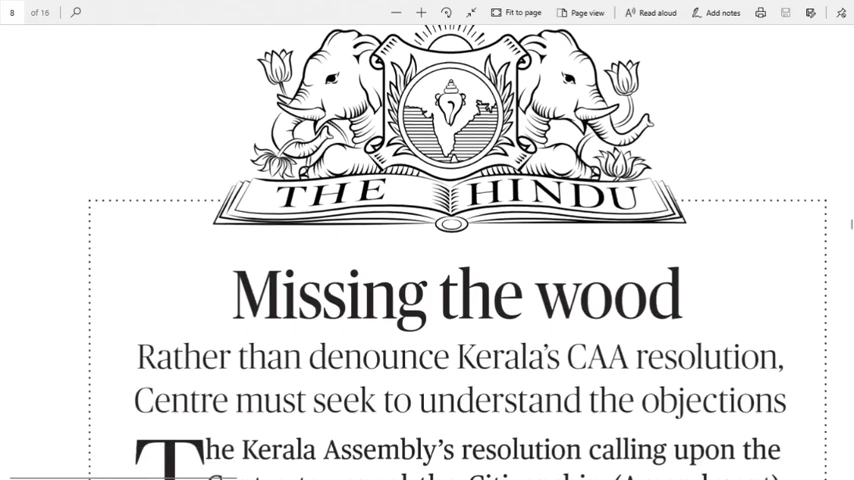 8 of 16 Fit to page Page view Read aloud Add notes
THE HINDU
Missing the wood
Rather than denounce Kerala's CAA resolution,
Centre must seek to understand the objections
The Kerala Assembly's resolution calling upon the